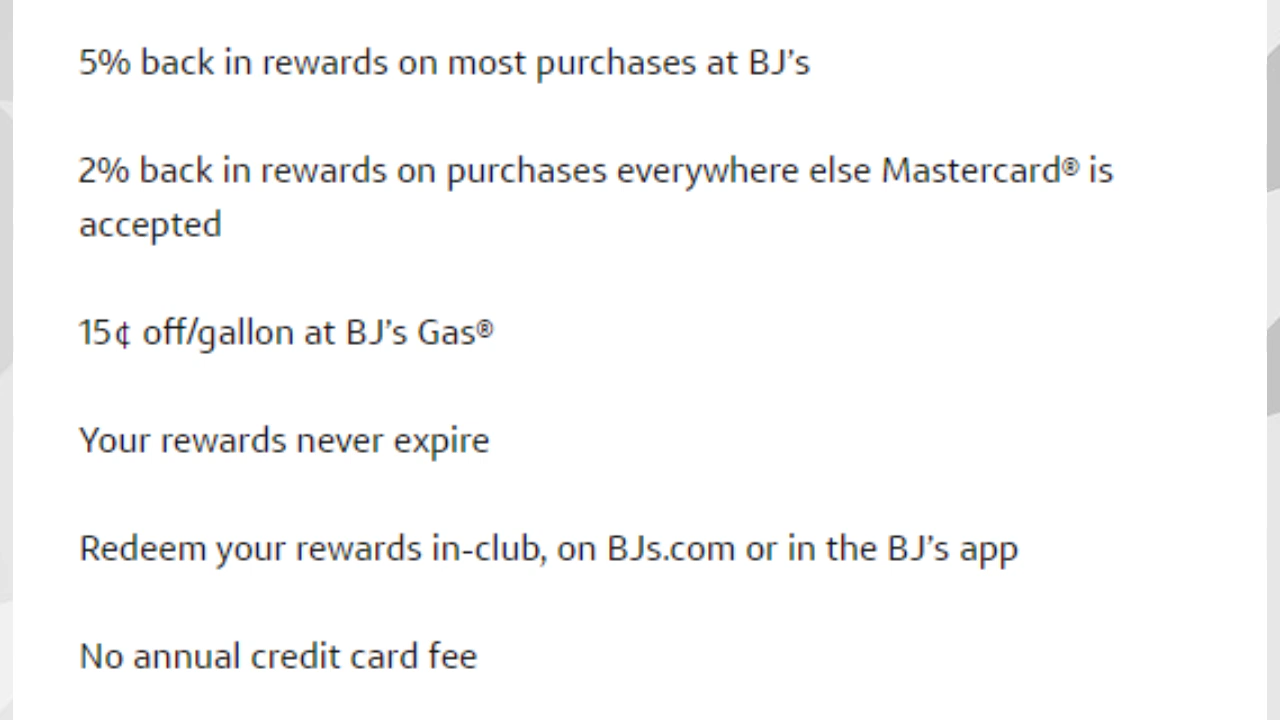 5% back in rewards on most purchases at BJ’s
2% back in rewards on purchases everywhere else Mastercard® is
accepted
15¢ off/gallon at BJ’s Gas®
Your rewards never expire
Redeem your rewards in-club, on BJs.com or in the BJ’s app
No annual credit card fee